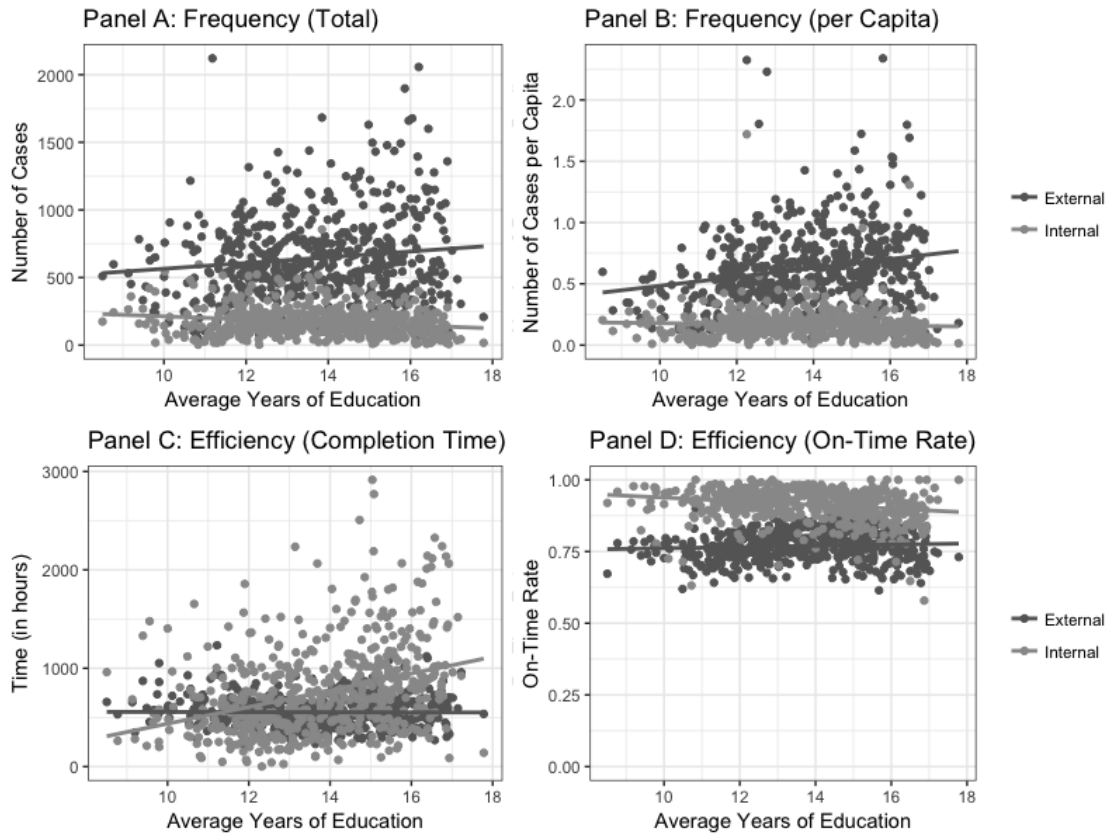 Panel A: Frequency (Total)
Number of Cases
2000
1500
1000
500
0
10 12 14 16 18
Average Years of Education
Panel B: Frequency (per Capita)
Number of Cases per Capita
2.0
1.5
1.0
0.5
0.0
10 12 14 16 18
Average Years of Education
External
Internal
Panel C: Efficiency (Completion Time)
Time (in hours)
3000
2000
1000
0
10 12 14 16 18
Average Years of Education
Panel D: Efficiency (On-Time Rate)
On-Time Rate
1.00
0.75
0.50
0.25
0.00
10 12 14 16 18
Average Years of Education
External
Internal